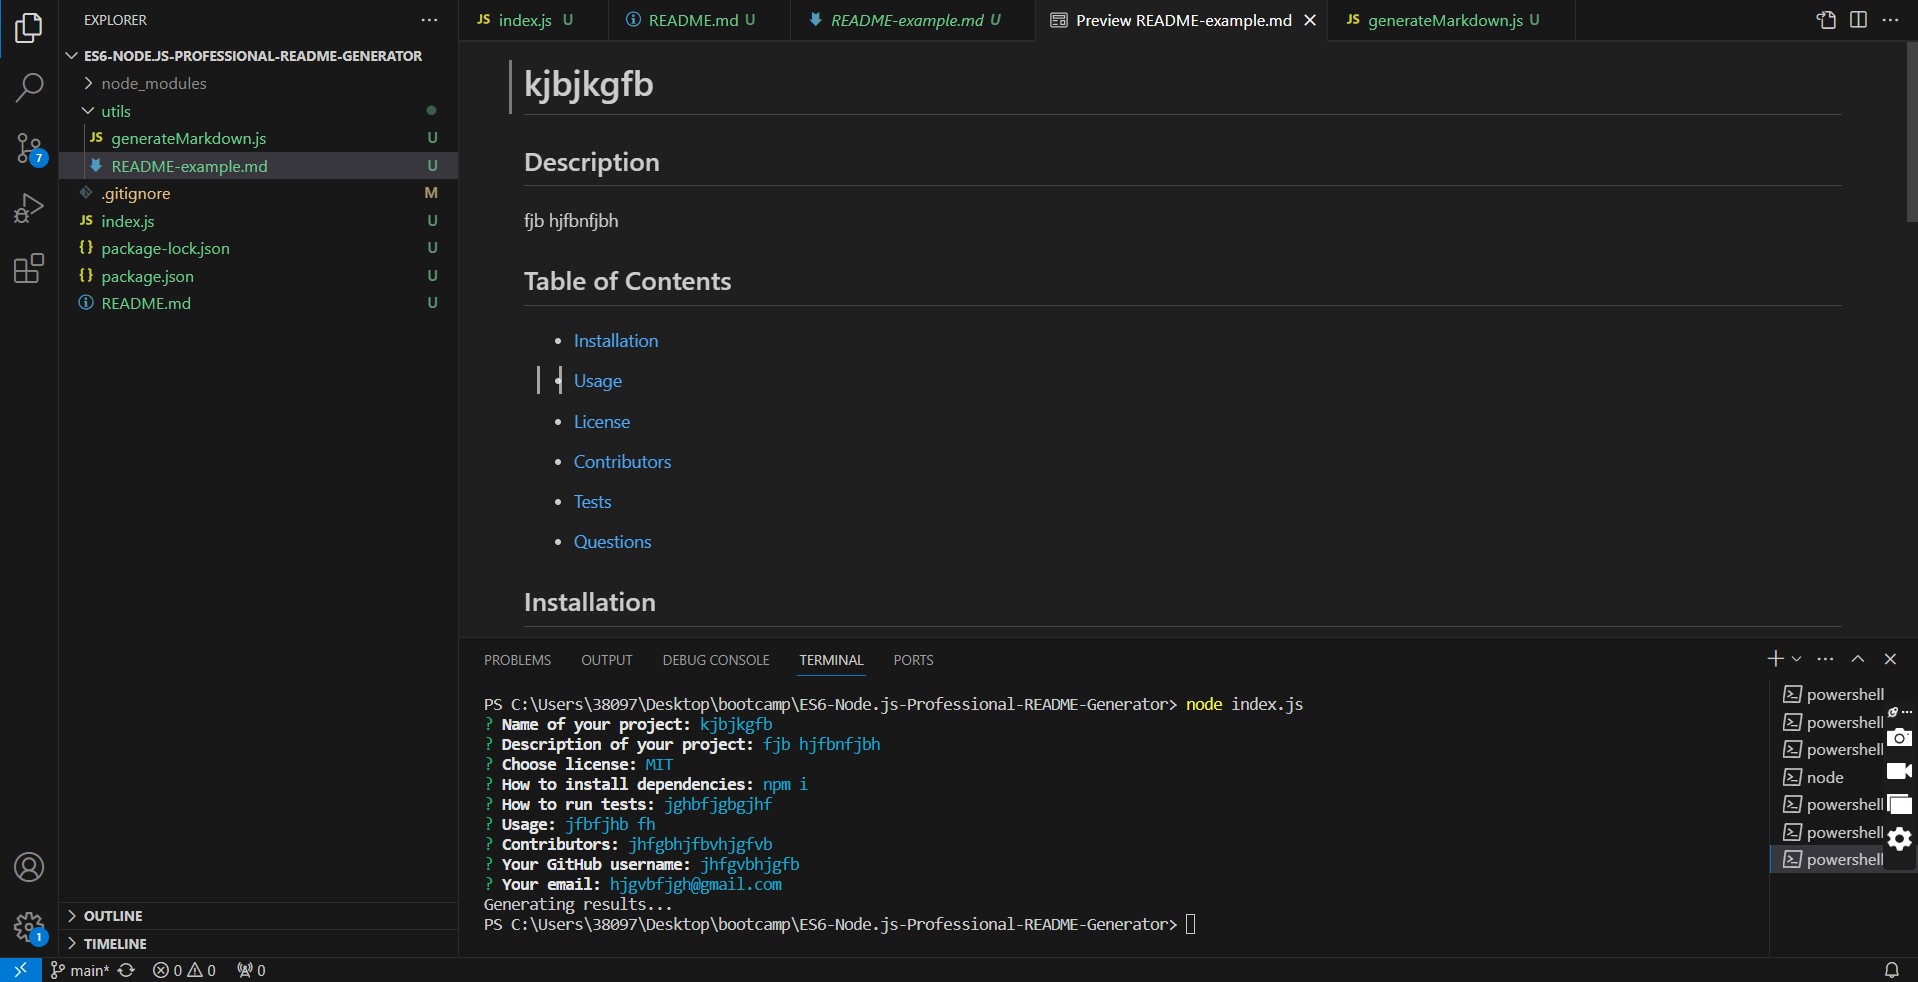 EXPLORER
ES6-NODE.JS-PROFESSIONAL-README-GENERATOR
node_modules
utils
JS generateMarkdown.js U
README-example.md U
.gitignore M
JS index.js U
{} package-lock.json U
{} package.json U
README.md U
7
1
OUTLINE
TIMELINE
JS index.js U
README.md U
README-example.md U
Preview README-example.md
JS generateMarkdown.js U
kjbjkgfb
Description
fjb hjfbnfjbh
Table of Contents
• Installation
• Usage
• License
• Contributors
• Tests
• Questions
Installation
PROBLEMS OUTPUT DEBUG CONSOLE TERMINAL PORTS
PS C:\Users\38097\Desktop\bootcamp\ES6-Node.js-Professional-README-Generator> node index.js
? Name of your project: kjbjkgfb
? Description of your project: fjb hjfbnfjbh
? Choose license: MIT
? How to install dependencies: npm i
? How to run tests: jghbfjgbgjhf
? Usage: jfbfjhb fh
? Contributors: jhfgbhjfbvhjgfvb
? Your GitHub username: jhfgvbhjgfb
? Your email: hjgvbfjgh@gmail.com
Generating results...
PS C:\Users\38097\Desktop\bootcamp\ES6-Node.js-Professional-README-Generator>
powershell
powershell
powershell
node
powershell
powershell
powershell
main* 0 0 0